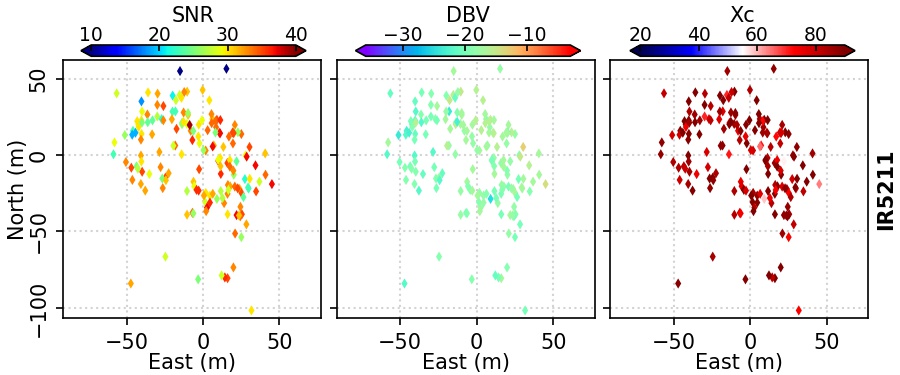 SNR DBV Xc
10 20 30 40 −30 −20 −10 20 40 60 80
North (m)
50
0
−50
−100
IR5211
−50 0 50 −50 0 50 −50 0 50
East (m) East (m) East (m)